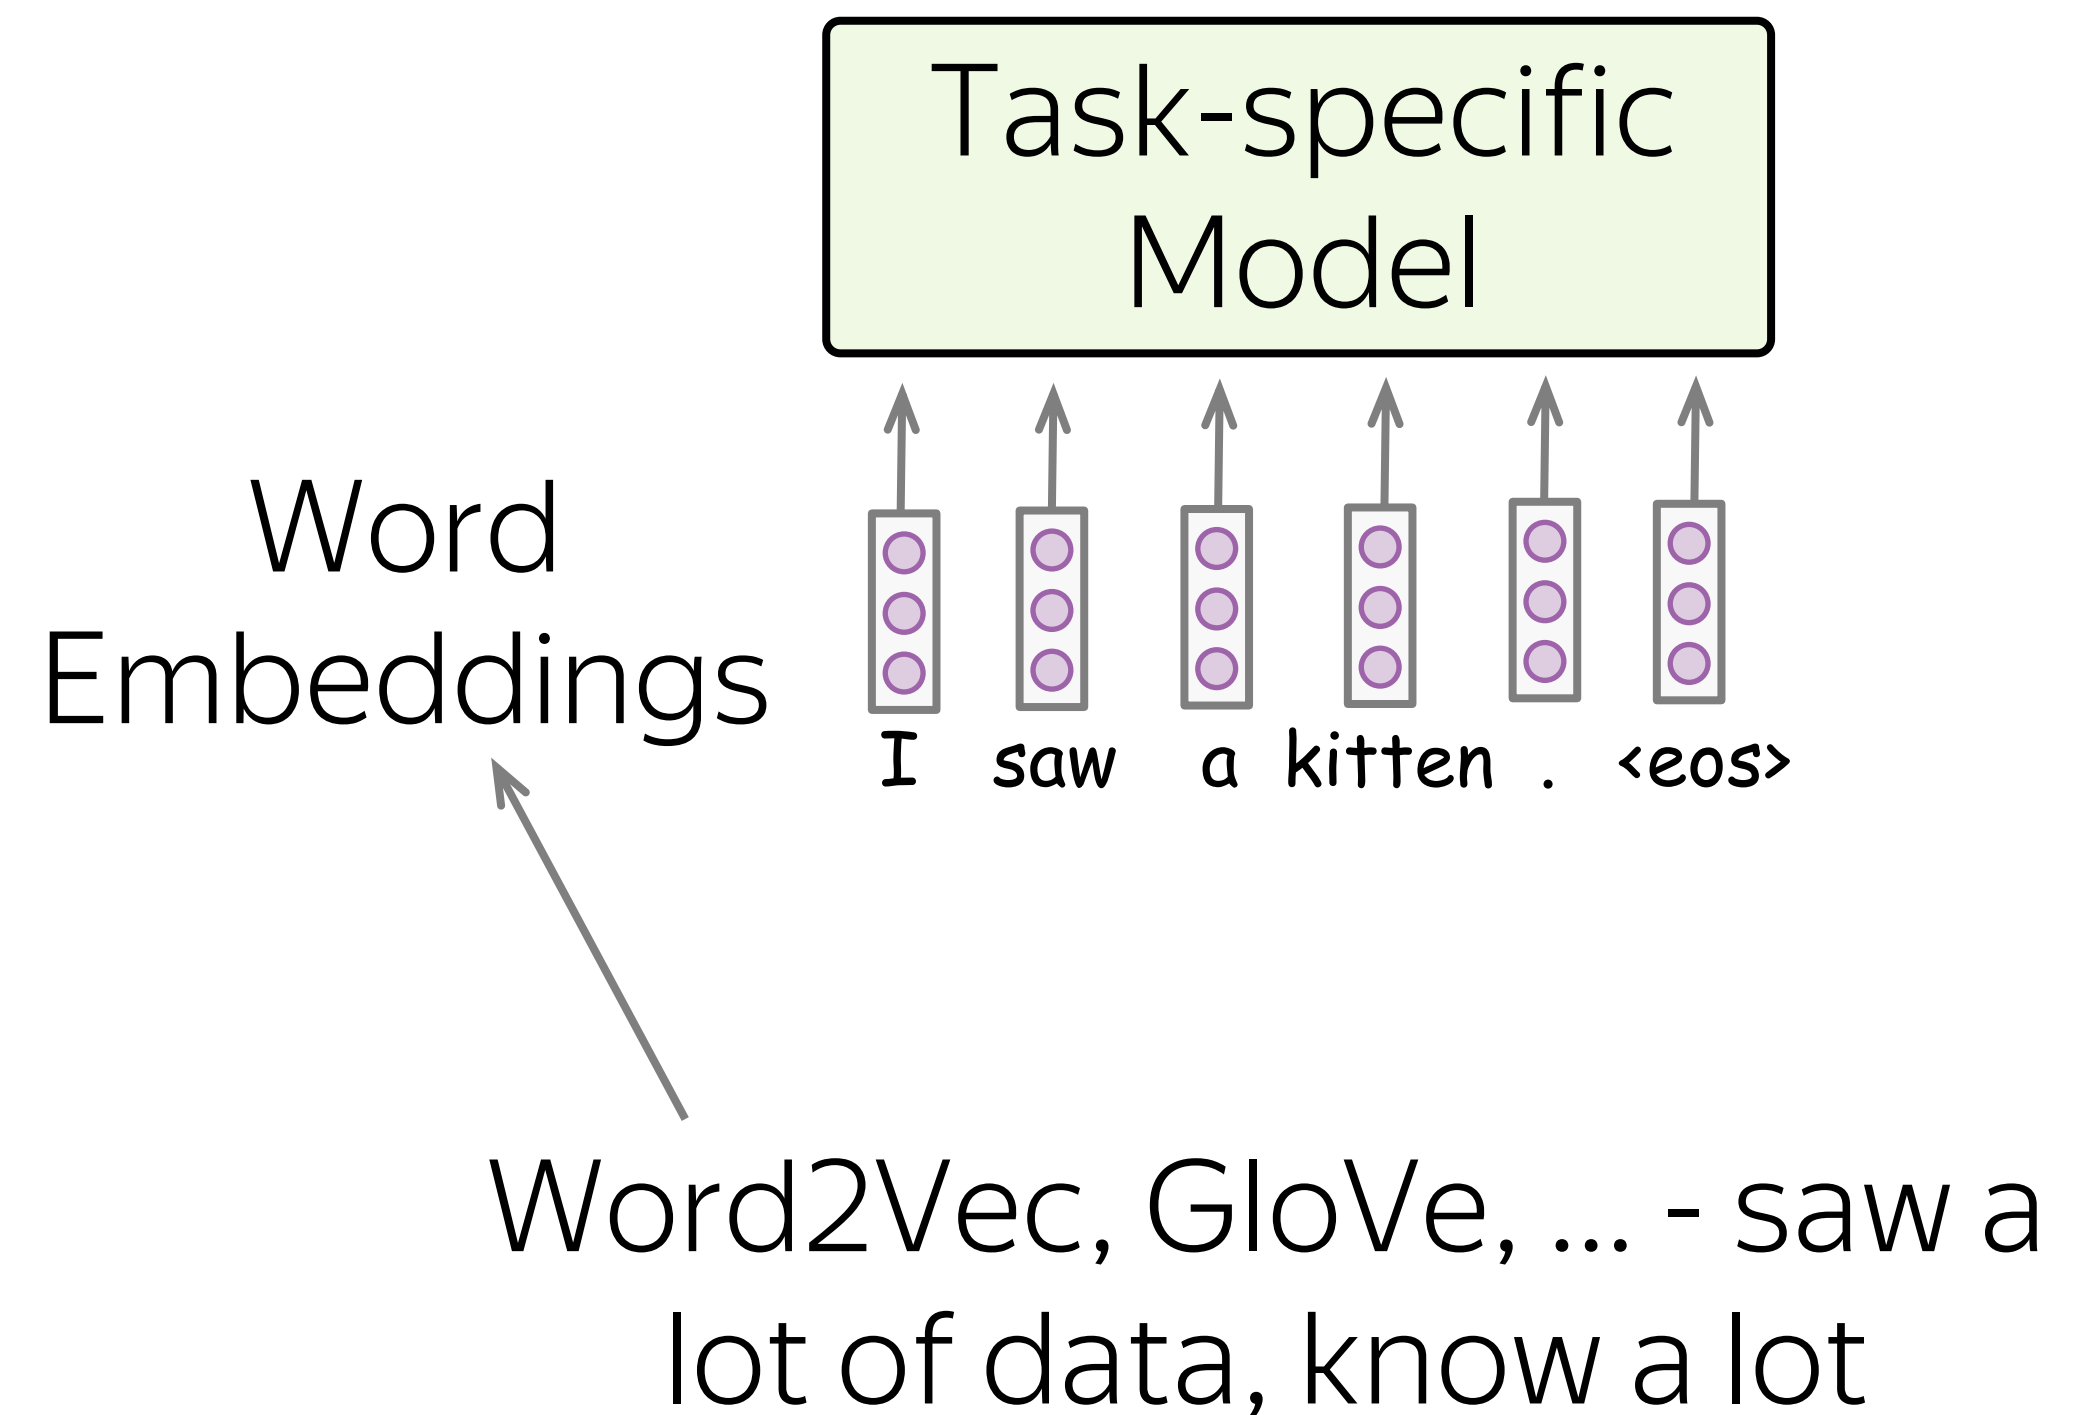 Task-specific
Model
Word
Embeddings
I saw a kitten . <eos>
Word2Vec, GloVe, ... - saw a
lot of data, know a lot